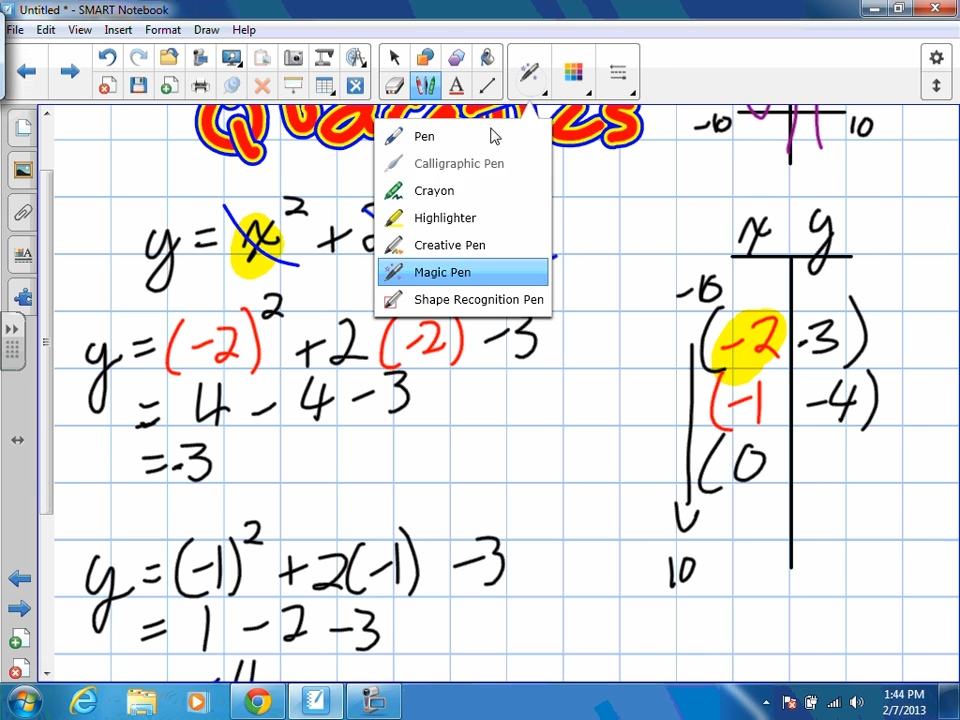 Untitled * - SMART Notebook
File Edit View Insert Format Draw Help
Quadratics
-10 10
Pen
Calligraphic Pen
Crayon
Highlighter
Creative Pen
Magic Pen
Shape Recognition Pen
y = x² + 2
x y
-10
y = (-2)² + 2 (-2) - 3
(-2 -3)
= 4 - 4 - 3
(-1 -4)
= -3
(0
10
y = (-1)² + 2(-1) - 3
= 1 - 2 - 3
1:44 PM
2/7/2013